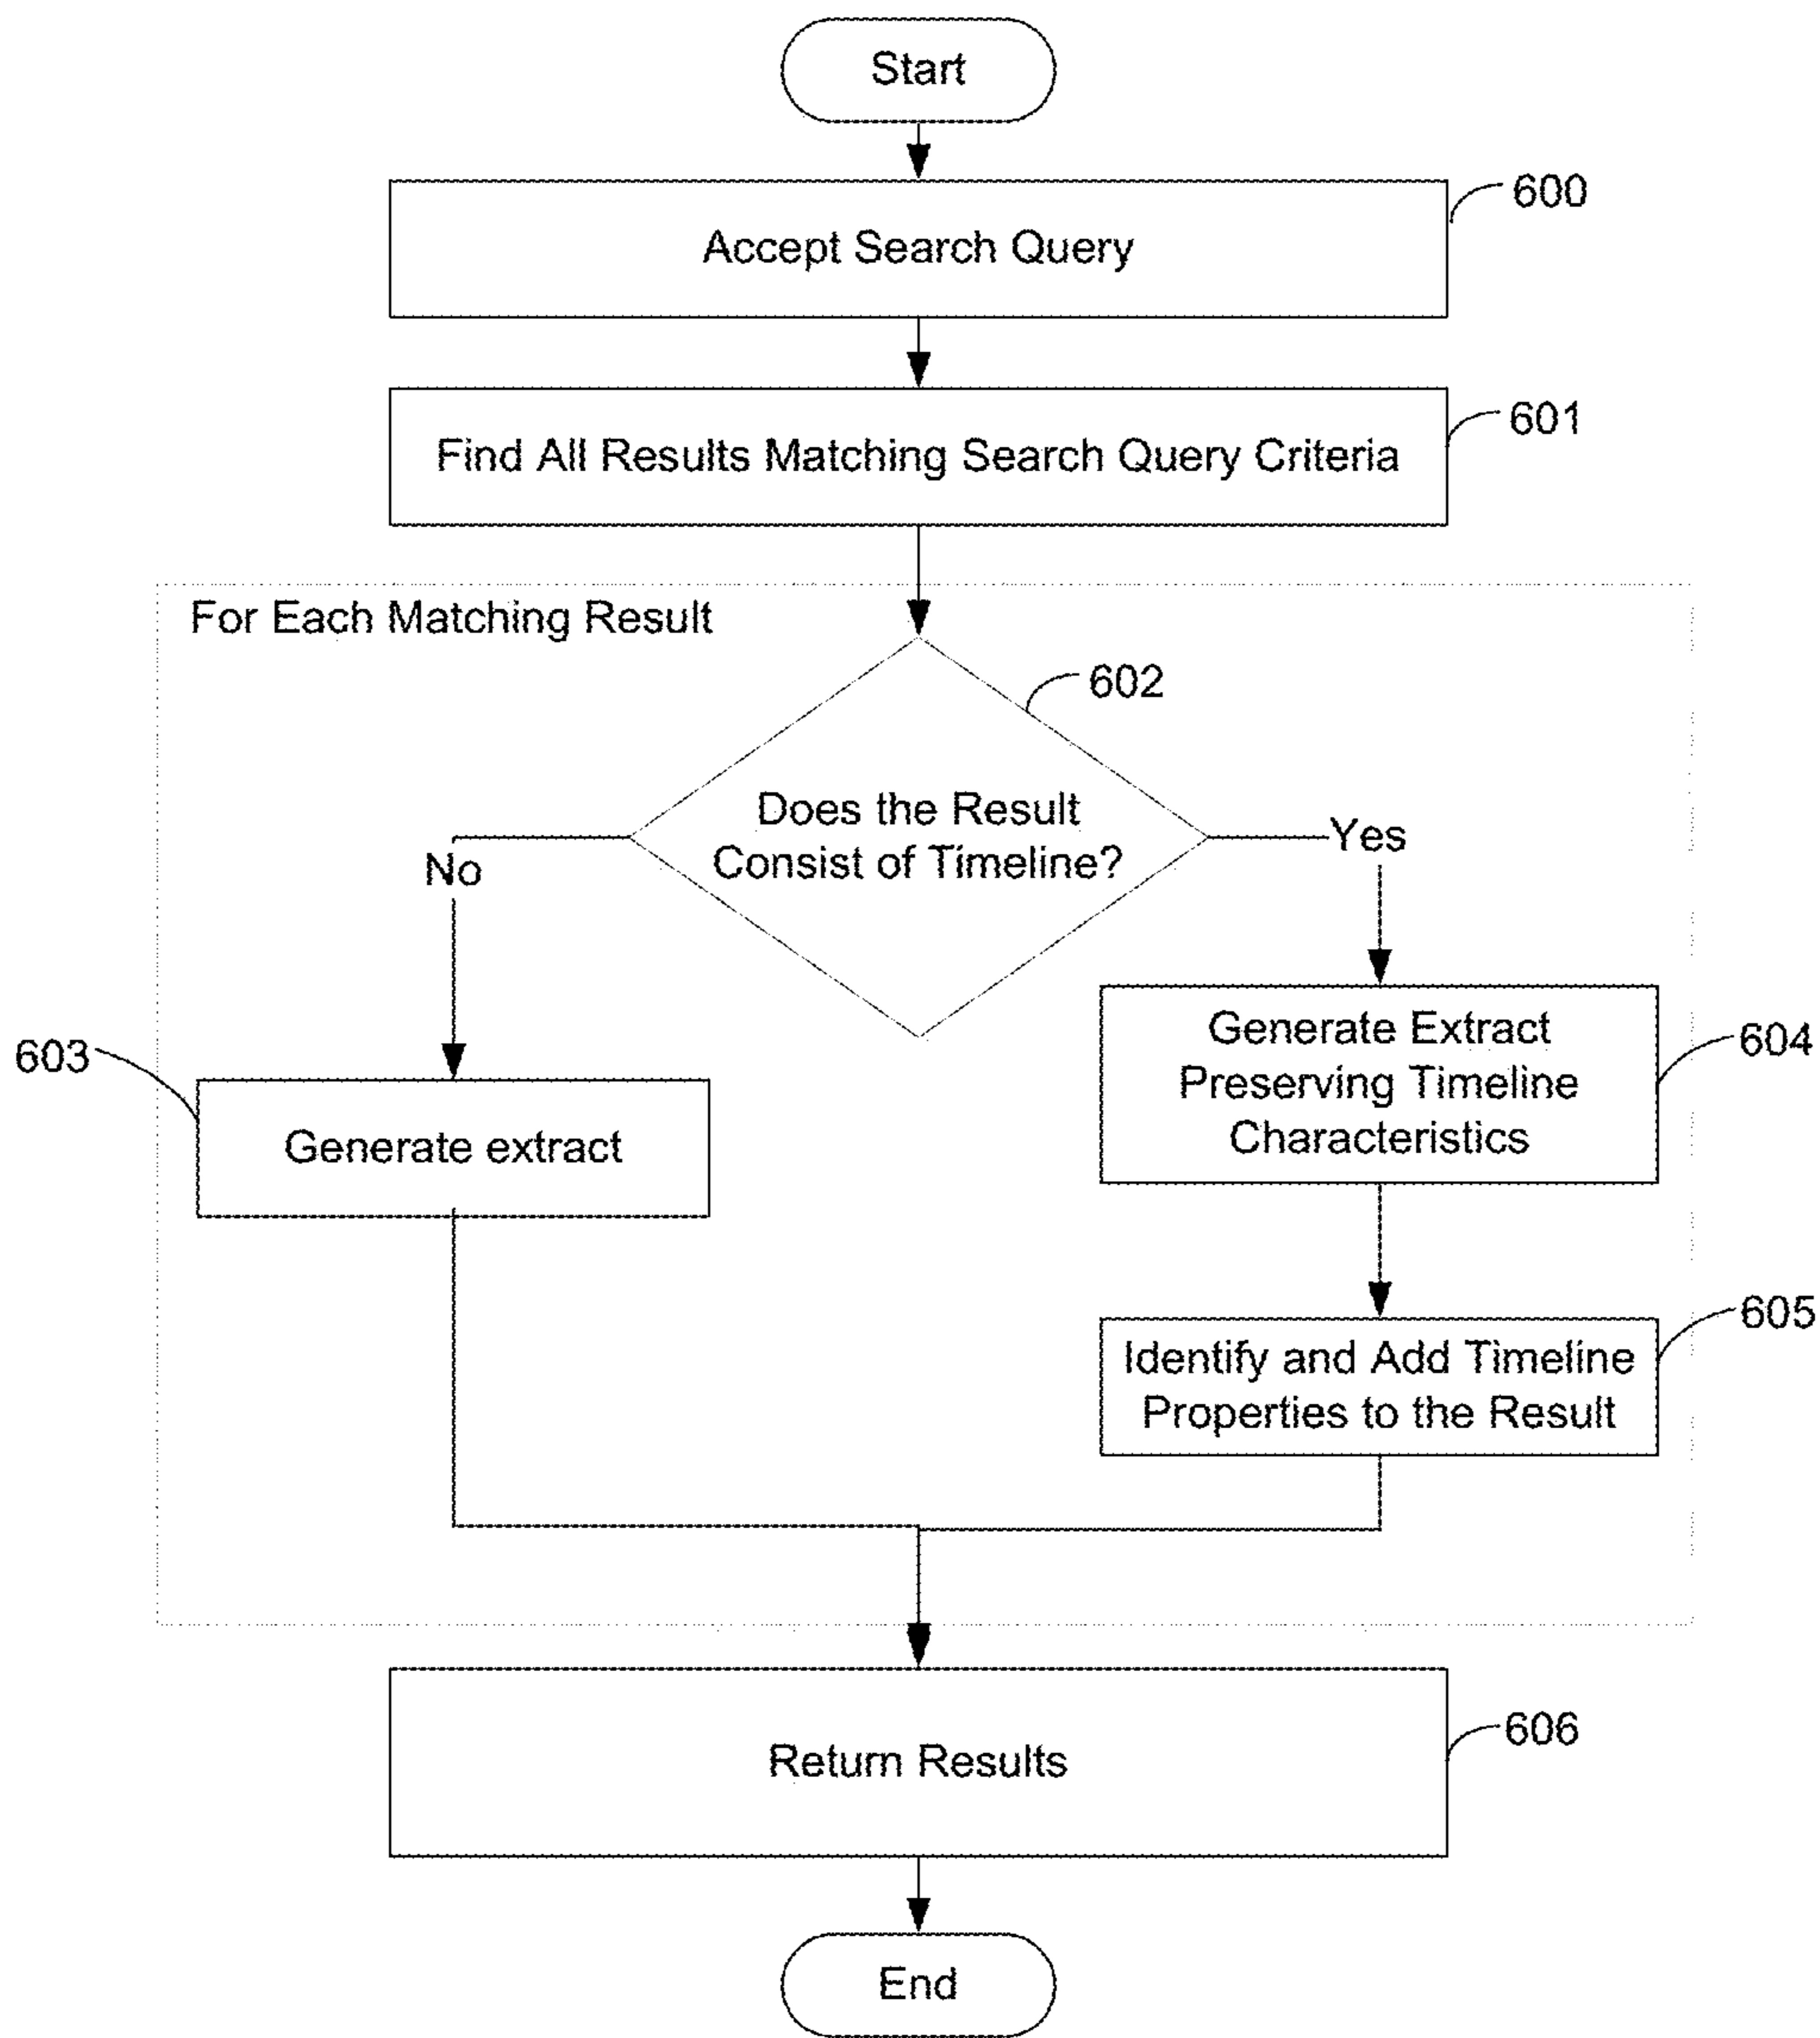 Start
600
Accept Search Query
601
Find All Results Matching Search Query Criteria
For Each Matching Result
602
Does the Result
Consist of Timeline?
No
Yes
603
Generate extract
Generate Extract
Preserving Timeline
Characteristics
604
605
Identify and Add Timeline
Properties to the Result
606
Return Results
End